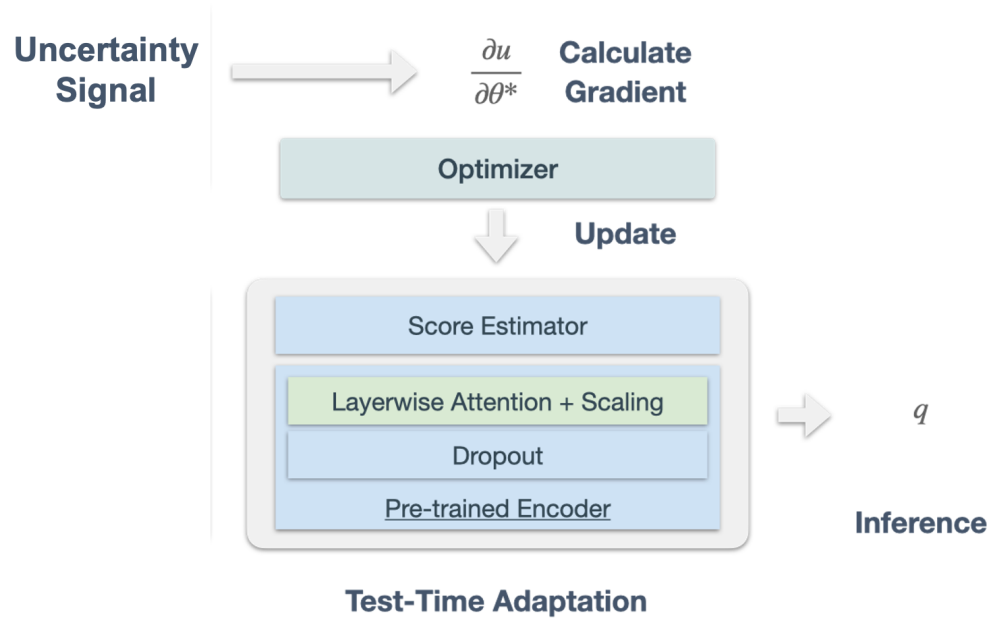 Uncertainty
Signal
∂u
∂θ*
Calculate
Gradient
Optimizer
Update
Score Estimator
Layerwise Attention + Scaling
Dropout
Pre-trained Encoder
q
Inference
Test-Time Adaptation